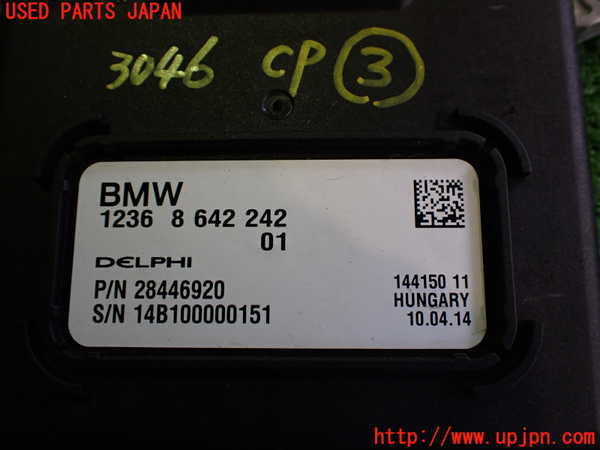 USED PARTS JAPAN
3046 CP ③
BMW
1236 8 642 242
01
DELPHI
P/N 28446920
S/N 14B100000151
144150 11
HUNGARY
10.04.14
http://www.upjpn.com/